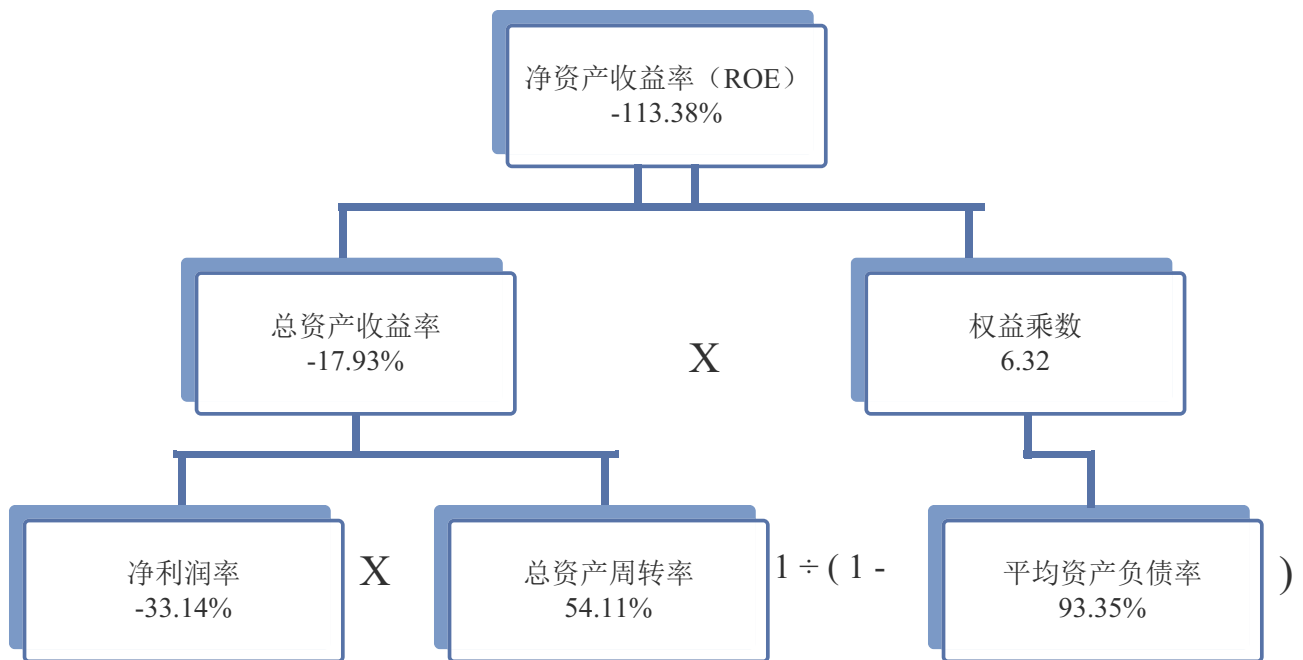 净资产收益率（ROE）
-113.38%
总资产收益率
-17.93%
X
权益乘数
6.32
净利润率
-33.14%
X
总资产周转率
54.11%
1 ÷ ( 1 -
平均资产负债率
93.35%
)